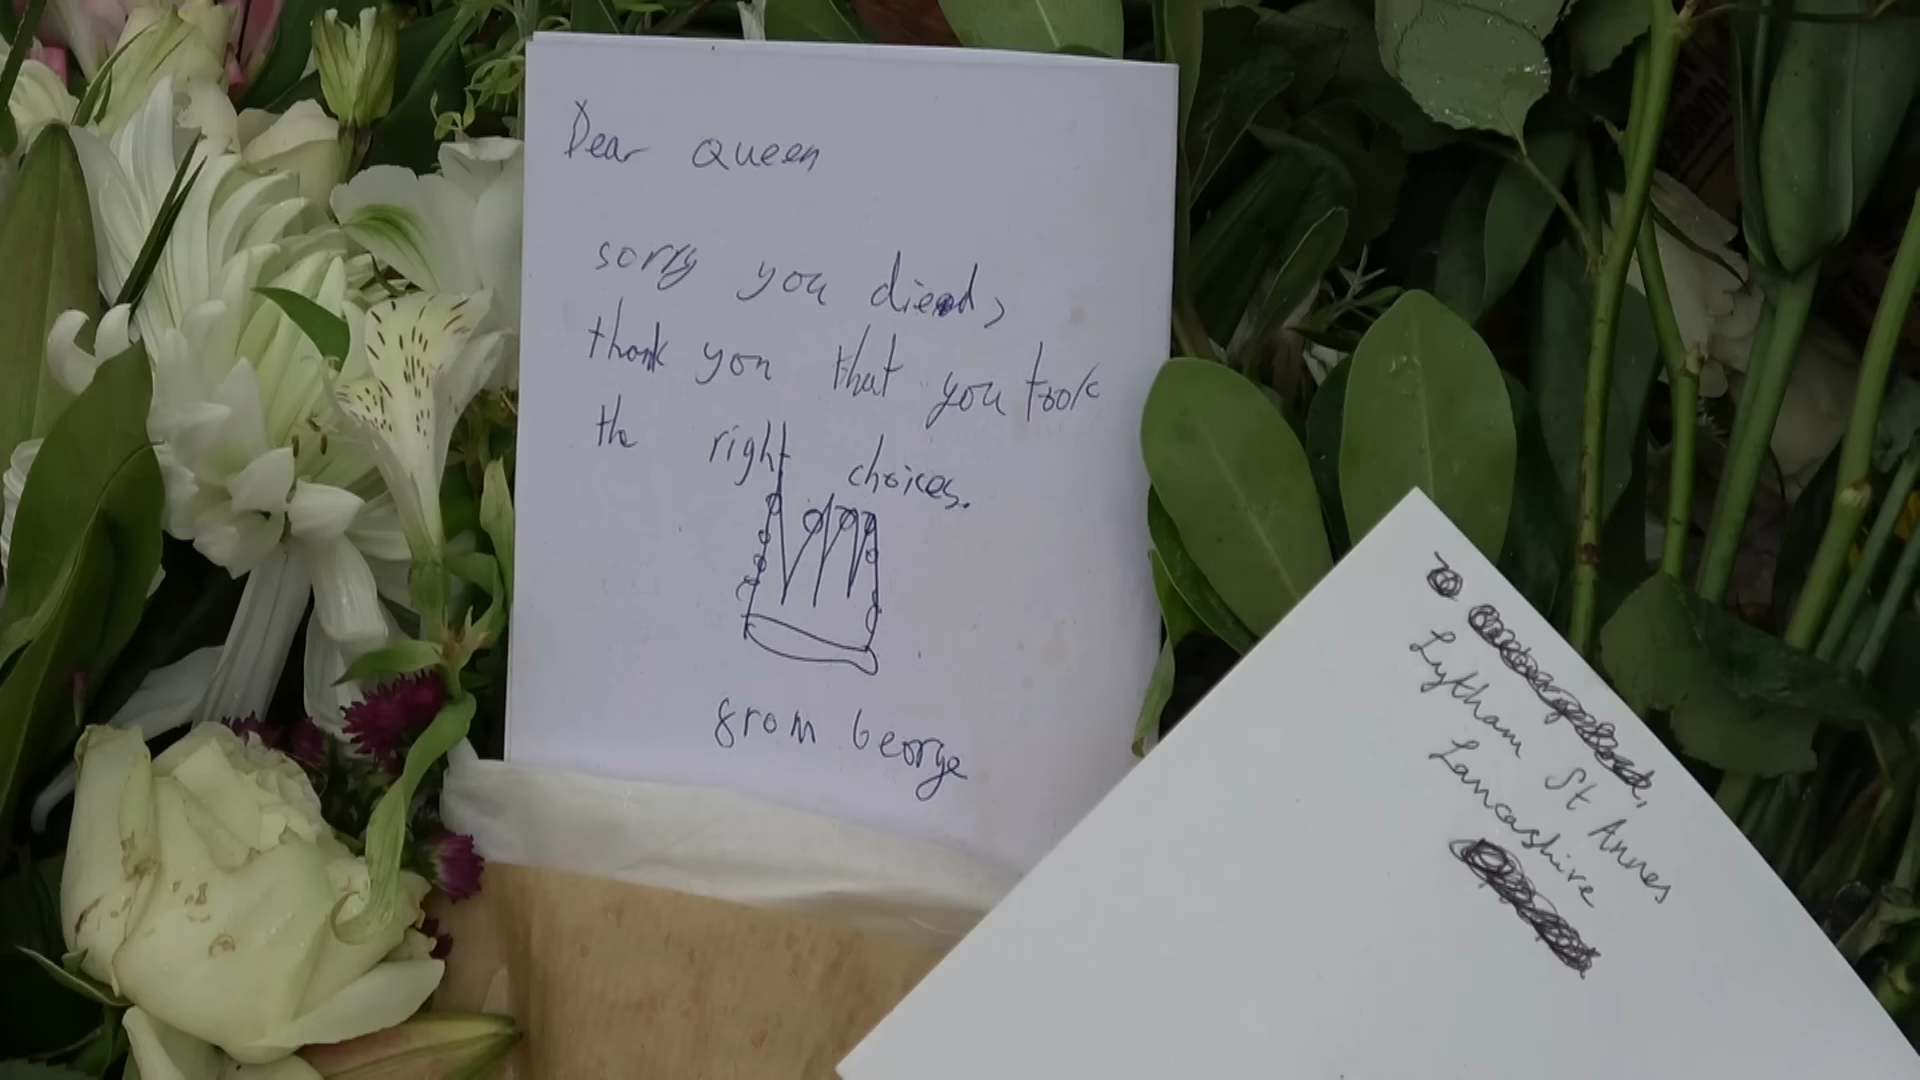 Dear Queen
sorry you died,
thank you that you took
the right choices.
from George
Lytham St Annes
Lancashire